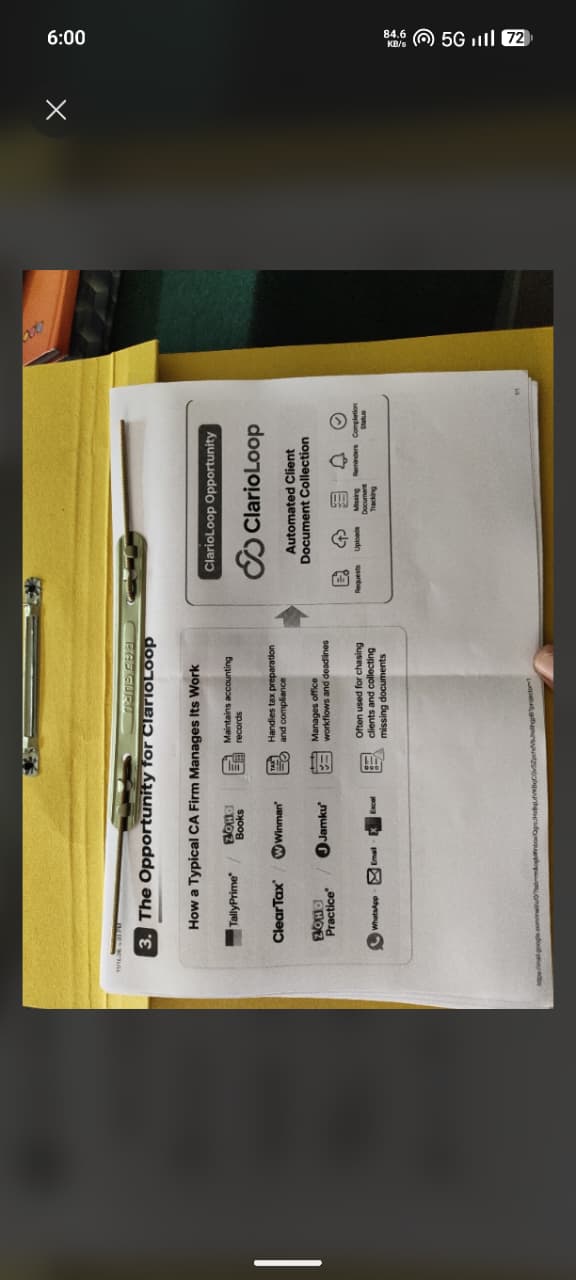 6:00
84.6
KB/s
5G
72
3. The Opportunity for ClarioLoop
How a Typical CA Firm Manages Its Work
TallyPrime / ZOHO Books
Maintains accounting
records
ClearTax / Winman
TAX
Handles tax preparation
and compliance
ZOHO Practice / Jamku
Manages office
workflows and deadlines
WhatsApp Email Excel
Often used for chasing
clients and collecting
missing documents
ClarioLoop Opportunity
ClarioLoop
Automated Client
Document Collection
Requests
Uploads
Missing
Document
Tracking
Reminders
Completion
Status